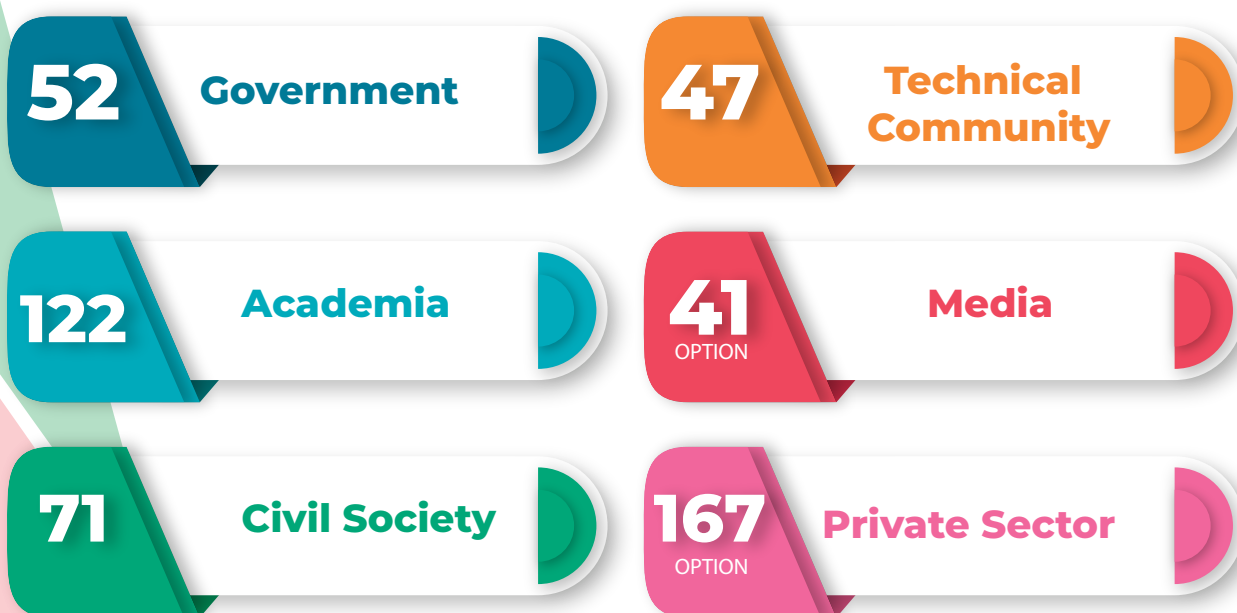 52
Government
47
Technical
Community
122
Academia
41
OPTION
Media
71
Civil Society
167
OPTION
Private Sector